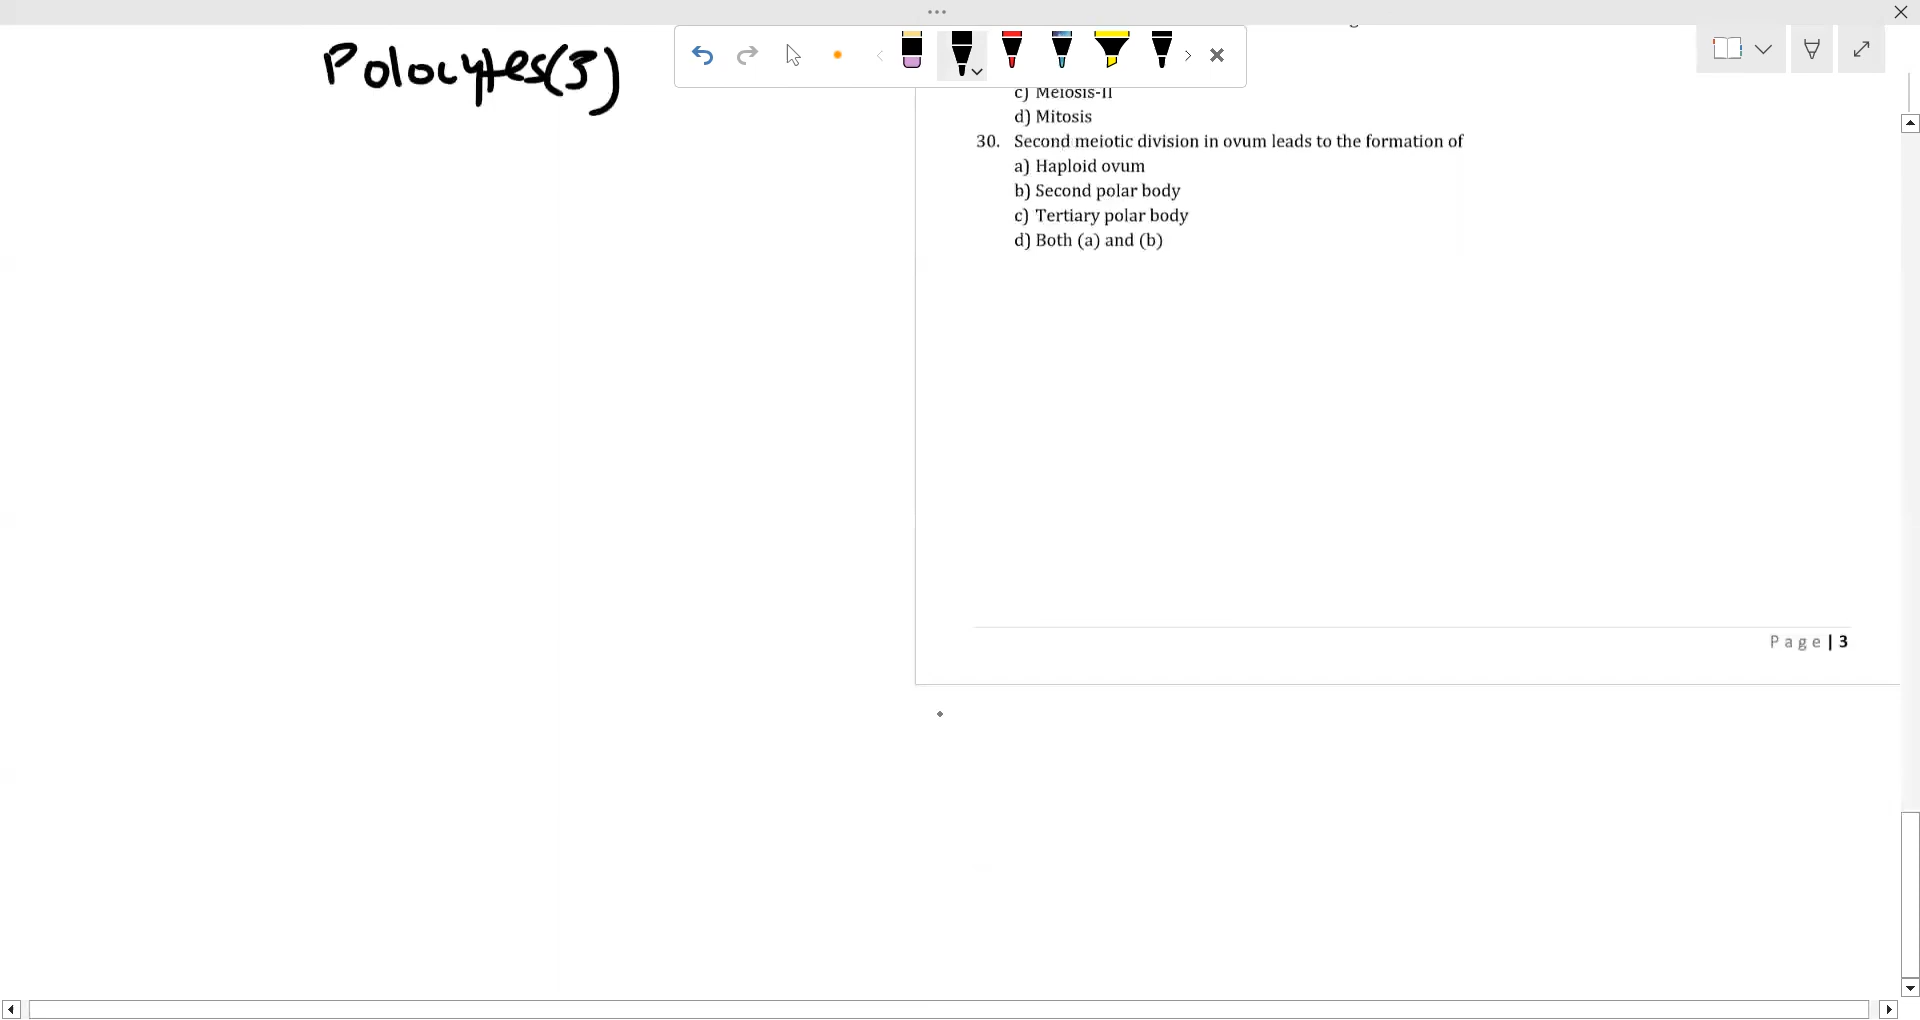 Polocytes(3)
c) Meiosis-II
d) Mitosis
30. Second meiotic division in ovum leads to the formation of
a) Haploid ovum
b) Second polar body
c) Tertiary polar body
d) Both (a) and (b)
Page | 3